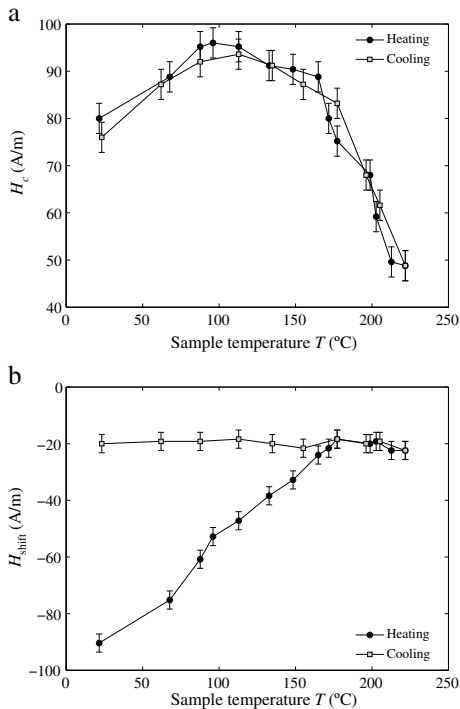 a
100
90
80
70
60
50
40
H_c (A/m)
Heating
Cooling
0
50
100
150
200
250
Sample temperature T (ºC)
b
0
−20
−40
−60
−80
−100
H_shift (A/m)
Heating
Cooling
0
50
100
150
200
250
Sample temperature T (ºC)